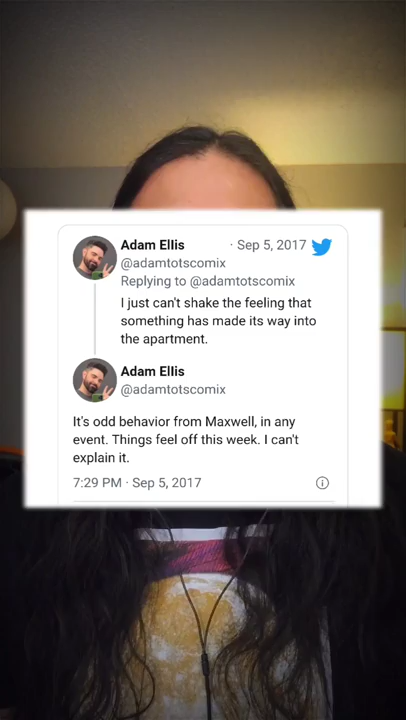 Adam Ellis · Sep 5, 2017
@adamtotscomix
Replying to @adamtotscomix
I just can't shake the feeling that
something has made its way into
the apartment.
Adam Ellis
@adamtotscomix
It's odd behavior from Maxwell, in any
event. Things feel off this week. I can't
explain it.
7:29 PM · Sep 5, 2017